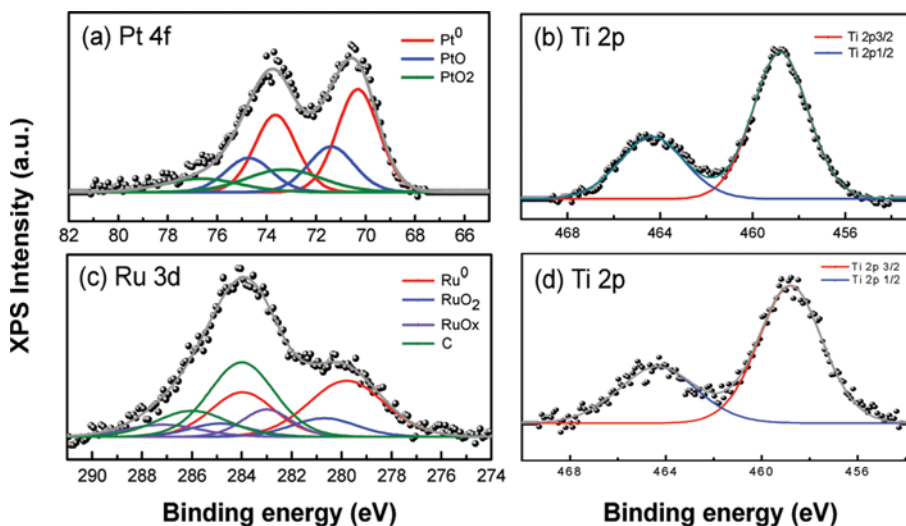 (a) Pt 4f
Pt⁰
PtO
PtO2
82 80 78 76 74 72 70 68 66
(b) Ti 2p
Ti 2p3/2
Ti 2p1/2
468 464 460 456
XPS Intensity (a.u.)
(c) Ru 3d
Ru⁰
RuO₂
RuOx
C
290 288 286 284 282 280 278 276 274
Binding energy (eV)
(d) Ti 2p
Ti 2p 3/2
Ti 2p 1/2
468 464 460 456
Binding energy (eV)